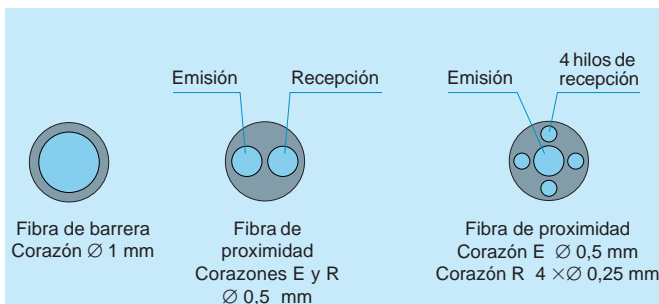 Emisión
Recepción
Emisión
4 hilos de
recepción
Fibra de barrera
Corazón ∅ 1 mm
Fibra de
proximidad
Corazones E y R
∅ 0,5 mm
Fibra de proximidad
Corazón E ∅ 0,5 mm
Corazón R 4 ×∅ 0,25 mm